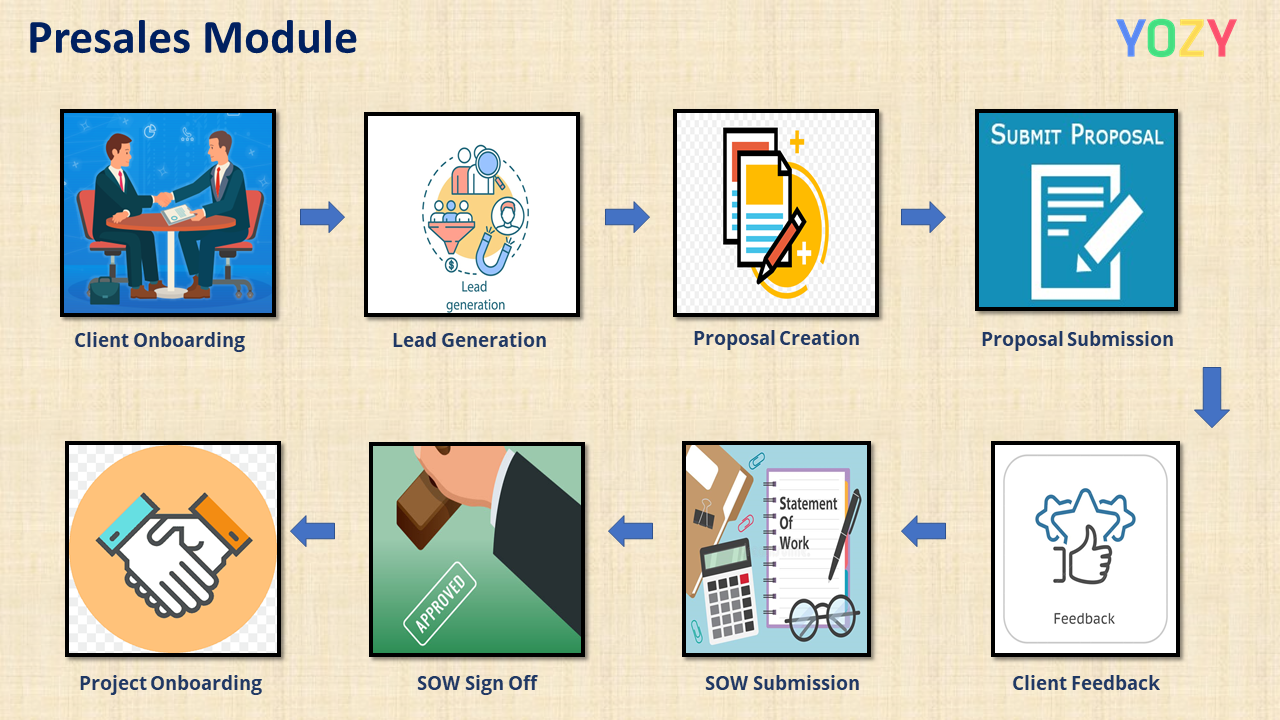 Presales Module
YOZY
SUBMIT PROPOSAL
Lead
generation
Client Onboarding
Lead Generation
Proposal Creation
Proposal Submission
Statement
Of
Work
APPROVED
Feedback
Project Onboarding
SOW Sign Off
SOW Submission
Client Feedback